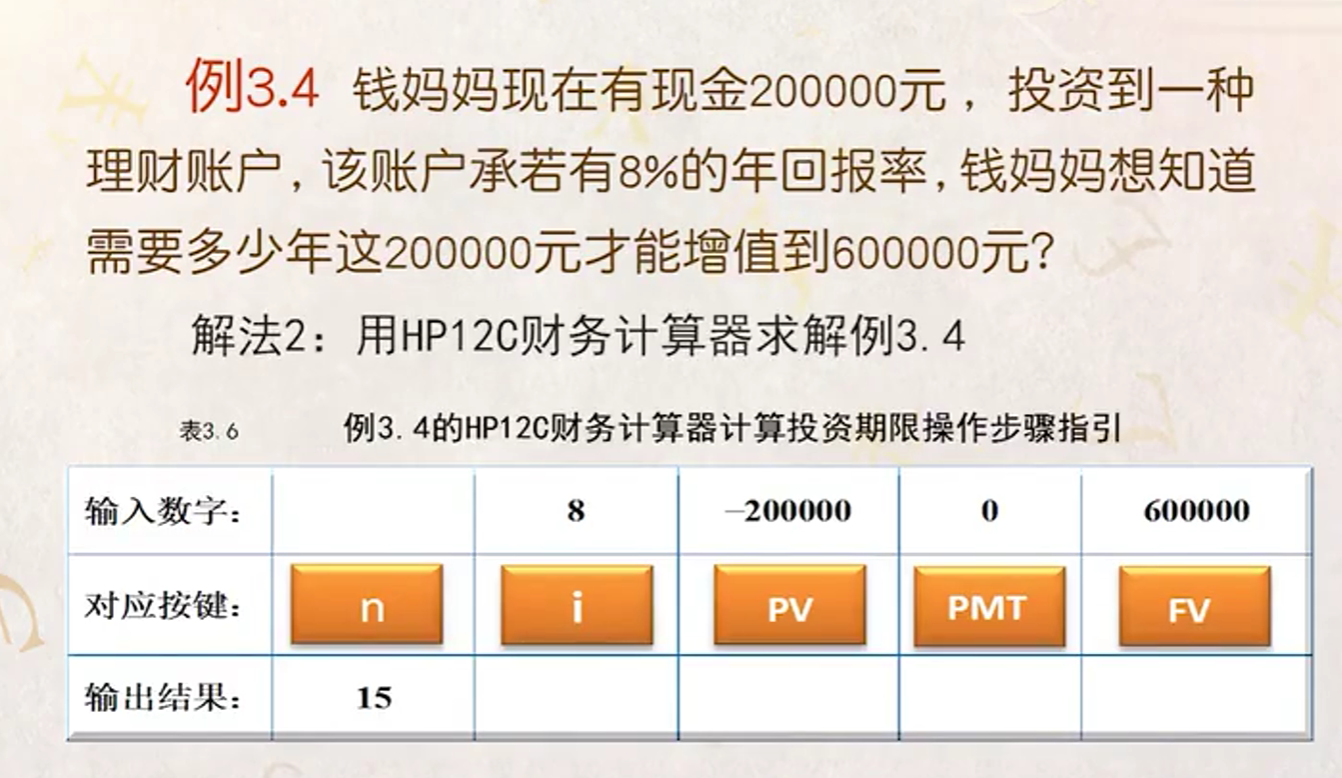 例3.4 钱妈妈现在有现金200000元，投资到一种
理财账户，该账户承若有8%的年回报率，钱妈妈想知道
需要多少年这200000元才能增值到600000元？
解法2：用HP12C财务计算器求解例3.4
表3.6 例3.4的HP12C财务计算器计算投资期限操作步骤指引
输入数字： 8 –200000 0 600000
对应按键： n i PV PMT FV
输出结果： 15